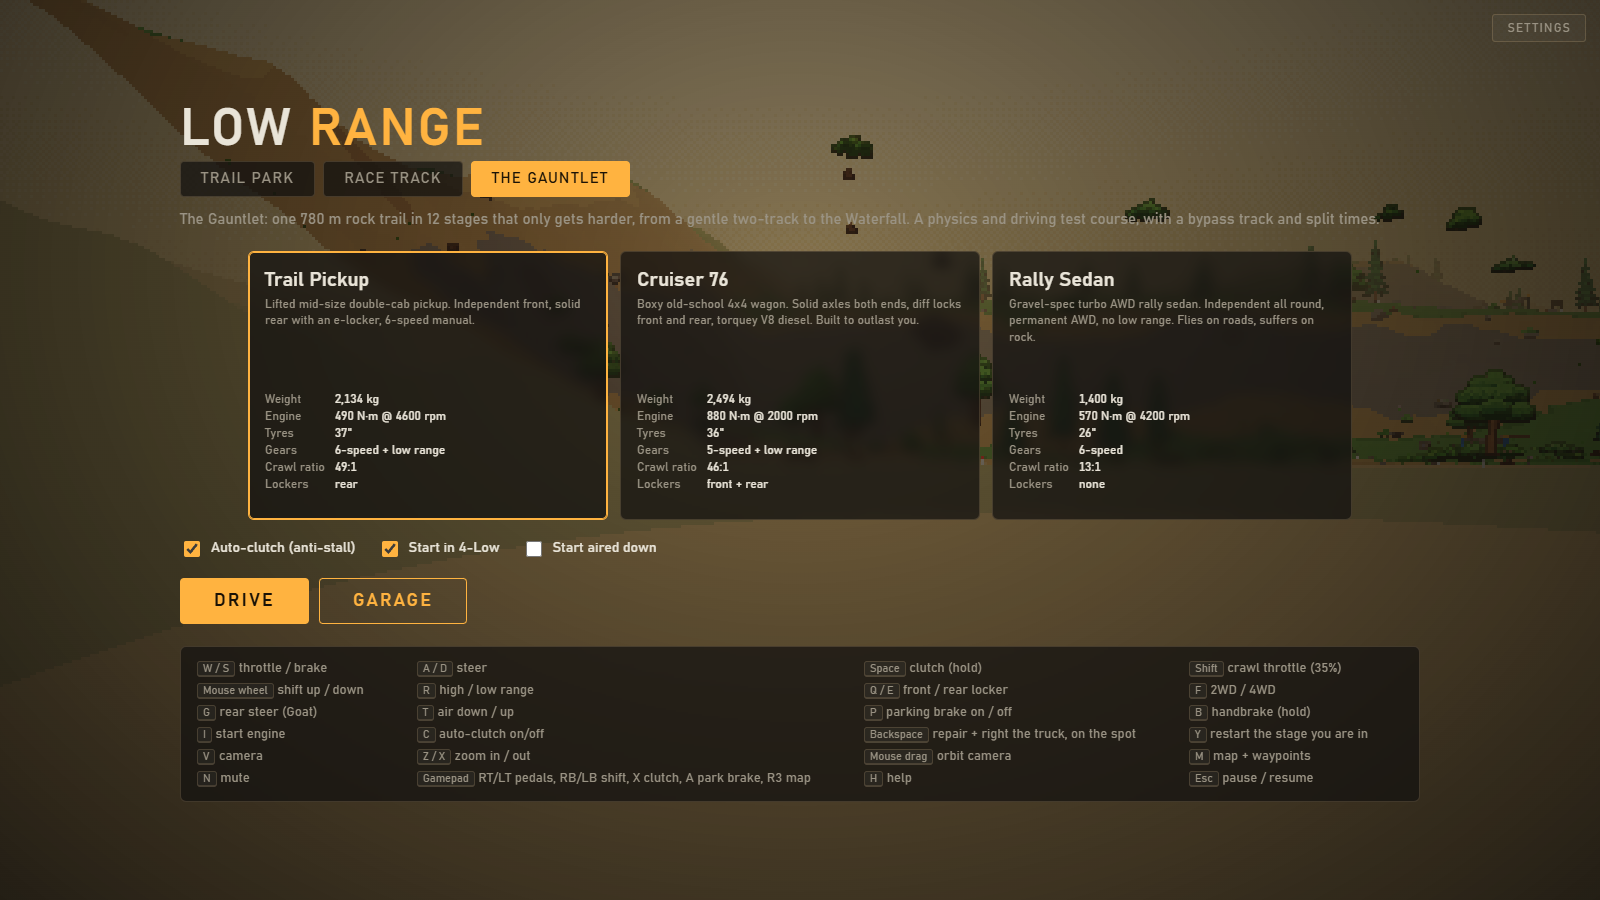 SETTINGS
LOW RANGE
TRAIL PARK
RACE TRACK
THE GAUNTLET
The Gauntlet: one 780 m rock trail in 12 stages that only gets harder, from a gentle two-track to the Waterfall. A physics and driving test course, with a bypass track and split times.
Trail Pickup
Lifted mid-size double-cab pickup. Independent front, solid
rear with an e-locker, 6-speed manual.
Weight 2,134 kg
Engine 490 N·m @ 4600 rpm
Tyres 37"
Gears 6-speed + low range
Crawl ratio 49:1
Lockers rear
Cruiser 76
Boxy old-school 4x4 wagon. Solid axles both ends, diff locks
front and rear, torquey V8 diesel. Built to outlast you.
Weight 2,494 kg
Engine 880 N·m @ 2000 rpm
Tyres 36"
Gears 5-speed + low range
Crawl ratio 46:1
Lockers front + rear
Rally Sedan
Gravel-spec turbo AWD rally sedan. Independent all round,
permanent AWD, no low range. Flies on roads, suffers on
rock.
Weight 1,400 kg
Engine 570 N·m @ 4200 rpm
Tyres 26"
Gears 6-speed
Crawl ratio 13:1
Lockers none
Auto-clutch (anti-stall) Start in 4-Low Start aired down
DRIVE GARAGE
W / S throttle / brake A / D steer Space clutch (hold) Shift crawl throttle (35%)
Mouse wheel shift up / down R high / low range Q / E front / rear locker F 2WD / 4WD
G rear steer (Goat) T air down / up P parking brake on / off B handbrake (hold)
I start engine C auto-clutch on/off Backspace repair + right the truck, on the spot Y restart the stage you are in
V camera Z / X zoom in / out Mouse drag orbit camera M map + waypoints
N mute Gamepad RT/LT pedals, RB/LB shift, X clutch, A park brake, R3 map H help Esc pause / resume